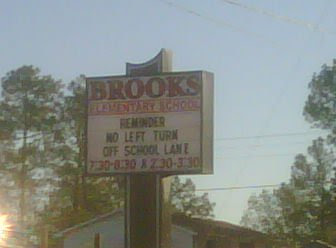 BROOKS
ELEMENTARY SCHOOL
REMINDER
NO LEFT TURN
OFF SCHOOL LANE
7:30-8:30 & 2:30-3:30